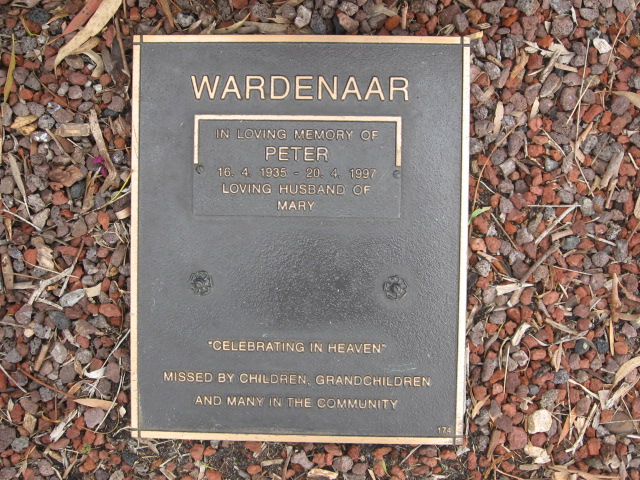 WARDENAAR
IN LOVING MEMORY OF
PETER
16. 4. 1935 - 20. 4. 1997
LOVING HUSBAND OF
MARY
"CELEBRATING IN HEAVEN"
MISSED BY CHILDREN, GRANDCHILDREN
AND MANY IN THE COMMUNITY
174